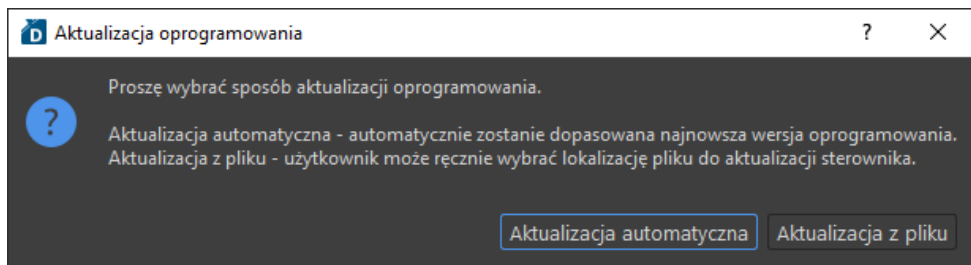 D Aktualizacja oprogramowania ? ×
?
Proszę wybrać sposób aktualizacji oprogramowania.
Aktualizacja automatyczna - automatycznie zostanie dopasowana najnowsza wersja oprogramowania.
Aktualizacja z pliku - użytkownik może ręcznie wybrać lokalizację pliku do aktualizacji sterownika.
Aktualizacja automatyczna Aktualizacja z pliku